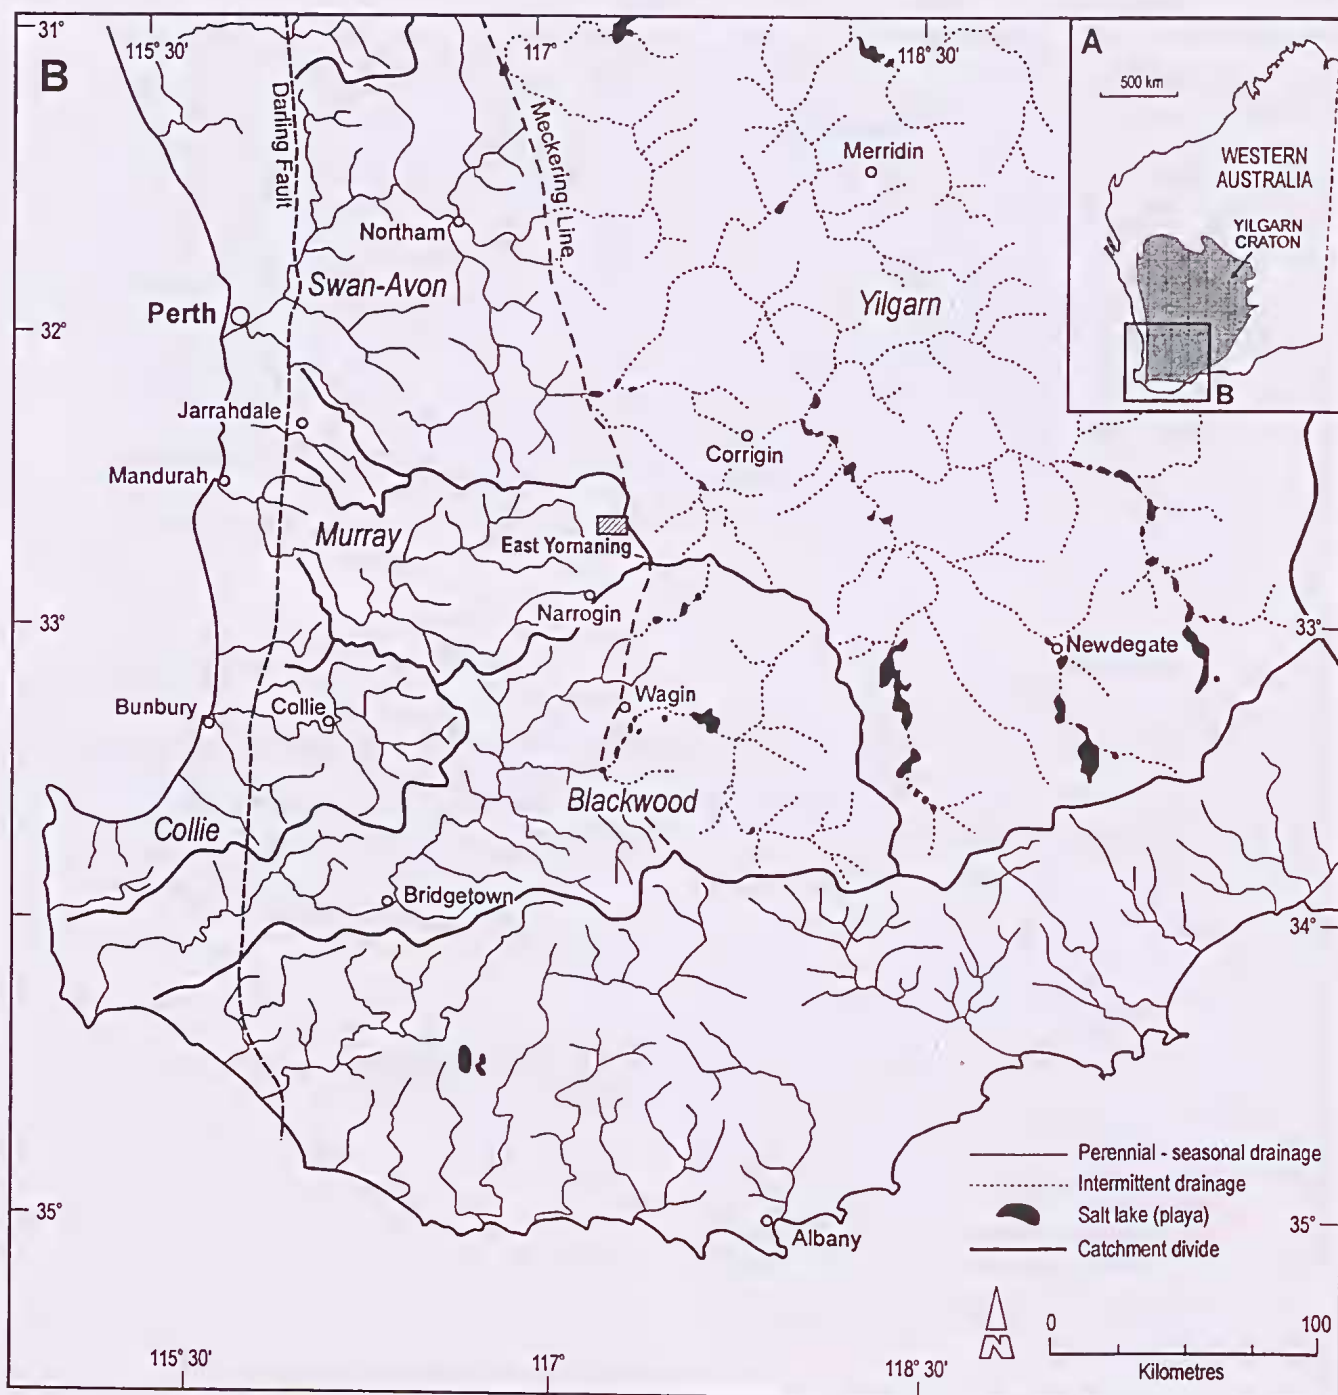 31°
115° 30'
117°
118° 30'
B
A
500 km
WESTERN
AUSTRALIA
YILGARN
CRATON
B
Darling Fault
Meckering Line
Merridin
Northam
Swan-Avon
Yilgarn
Perth
32°
Jarrahdale
Corrigin
Mandurah
Murray
East Yornaning
Narrogin
33°
33°
Newdegate
Wagin
Bunbury
Collie
Blackwood
Collie
Bridgetown
34°
Perennial - seasonal drainage
Intermittent drainage
Salt lake (playa)
Catchment divide
35°
35°
Albany
N
0
100
Kilometres
115° 30'
117°
118° 30'